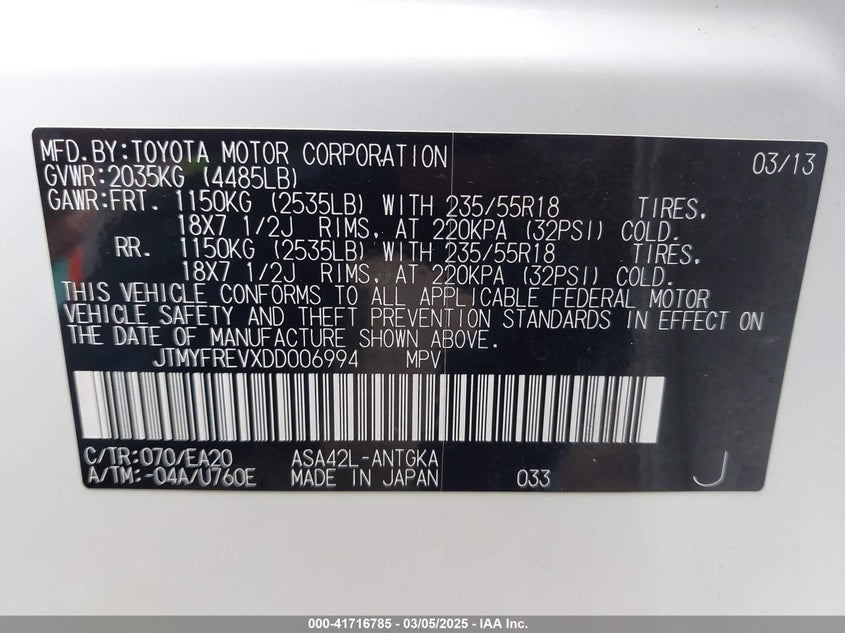 MFD.BY:TOYOTA MOTOR CORPORATION 03/13
GVWR:2035KG (4485LB)
GAWR:FRT. 1150KG (2535LB) WITH 235/55R18 TIRES,
18X7 1/2J RIMS, AT 220KPA (32PSI) COLD.
RR. 1150KG (2535LB) WITH 235/55R18 TIRES,
18X7 1/2J RIMS, AT 220KPA (32PSI) COLD.
THIS VEHICLE CONFORMS TO ALL APPLICABLE FEDERAL MOTOR
VEHICLE SAFETY AND THEFT PREVENTION STANDARDS IN EFFECT ON
THE DATE OF MANUFACTURE SHOWN ABOVE.
JTMYFREVXDD006994 MPV
C/TR:070/EA20 ASA42L-ANTGKA
A/TM:-04A/U760E MADE IN JAPAN 033 J
000-41716785 - 03/05/2025 - IAA Inc.